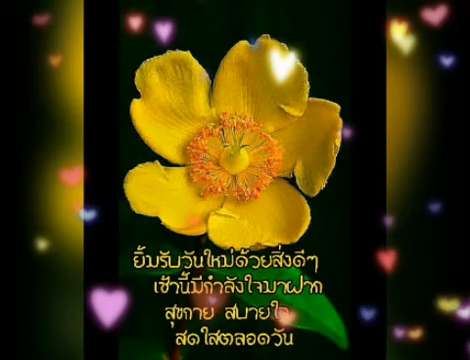 ยิ้มรับวันใหม่ด้วยสิ่งดีๆ
เช้านี้มีกำลังใจมาฝาก
สุขกาย สบายใจ
สดใสตลอดวัน